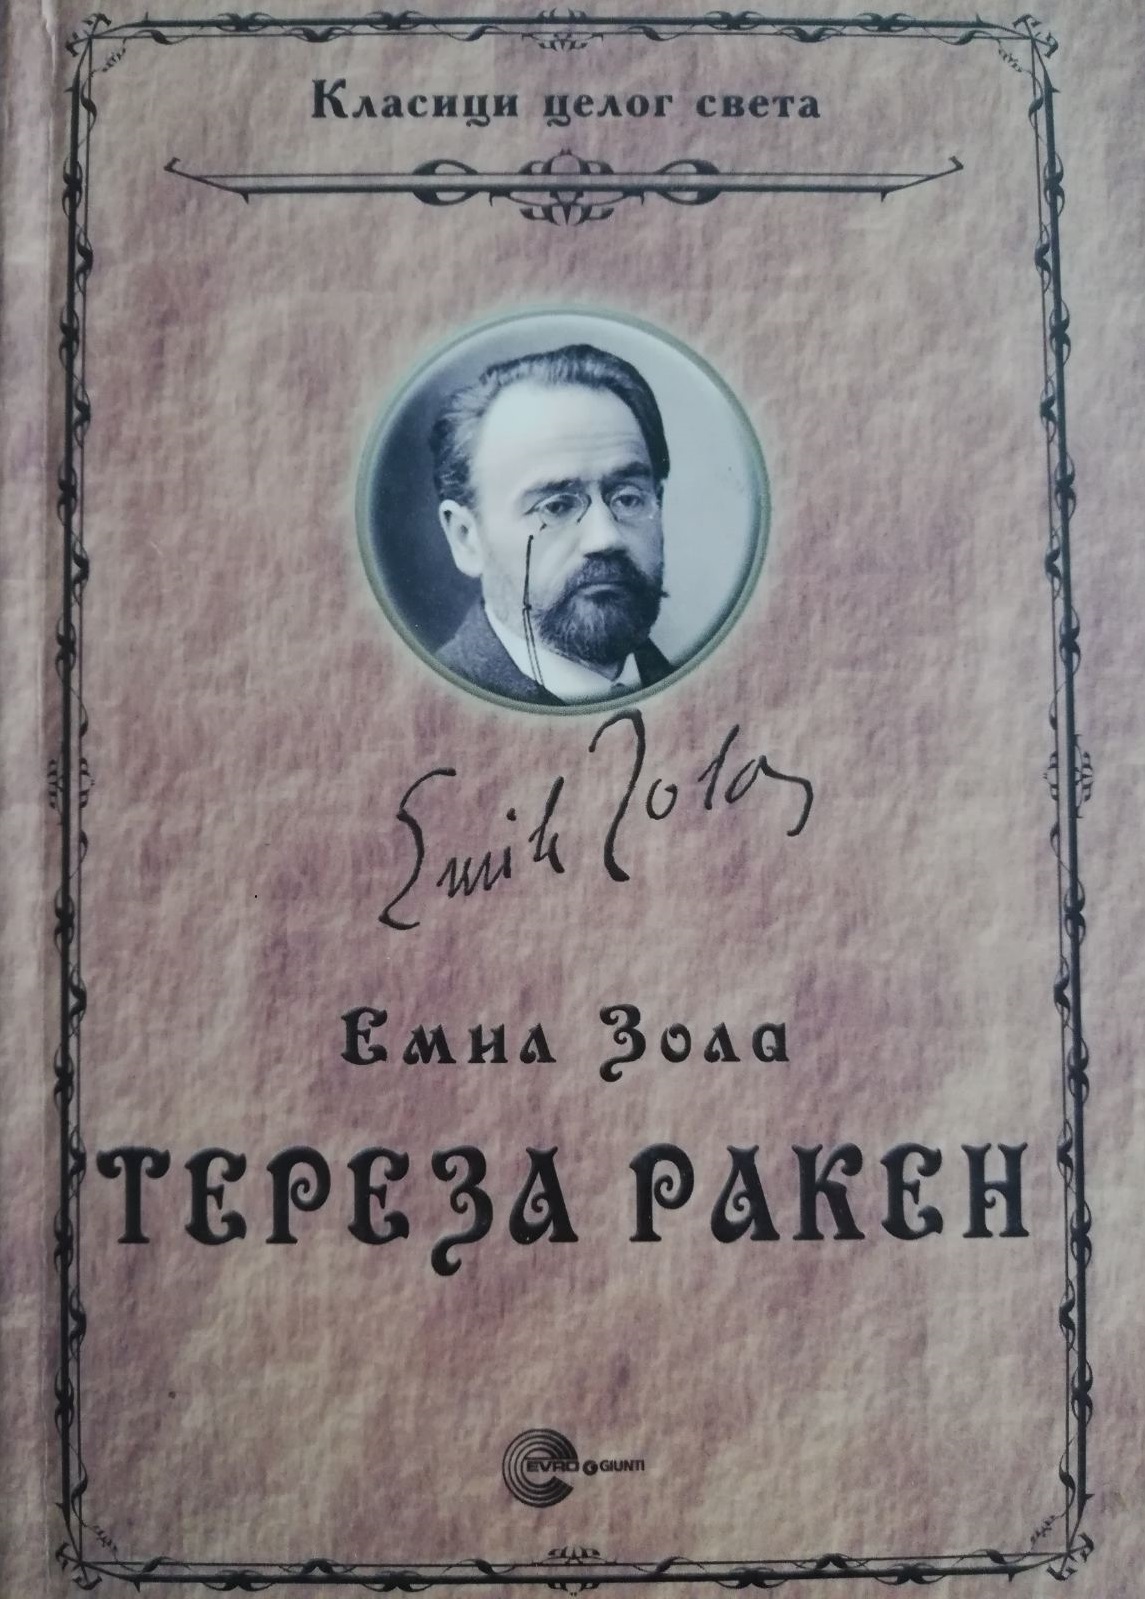 Класици целог света
Emile Zola
Емил Зола
ТЕРЕЗА РАКЕН
EVRO GIUNTI